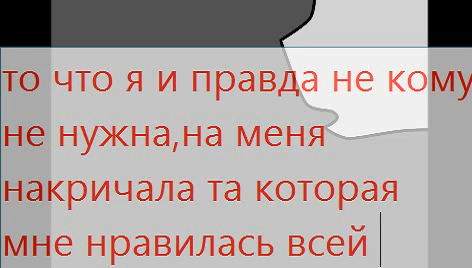 то что я и правда не кому
не нужна,на меня
накричала та которая
мне нравилась всей